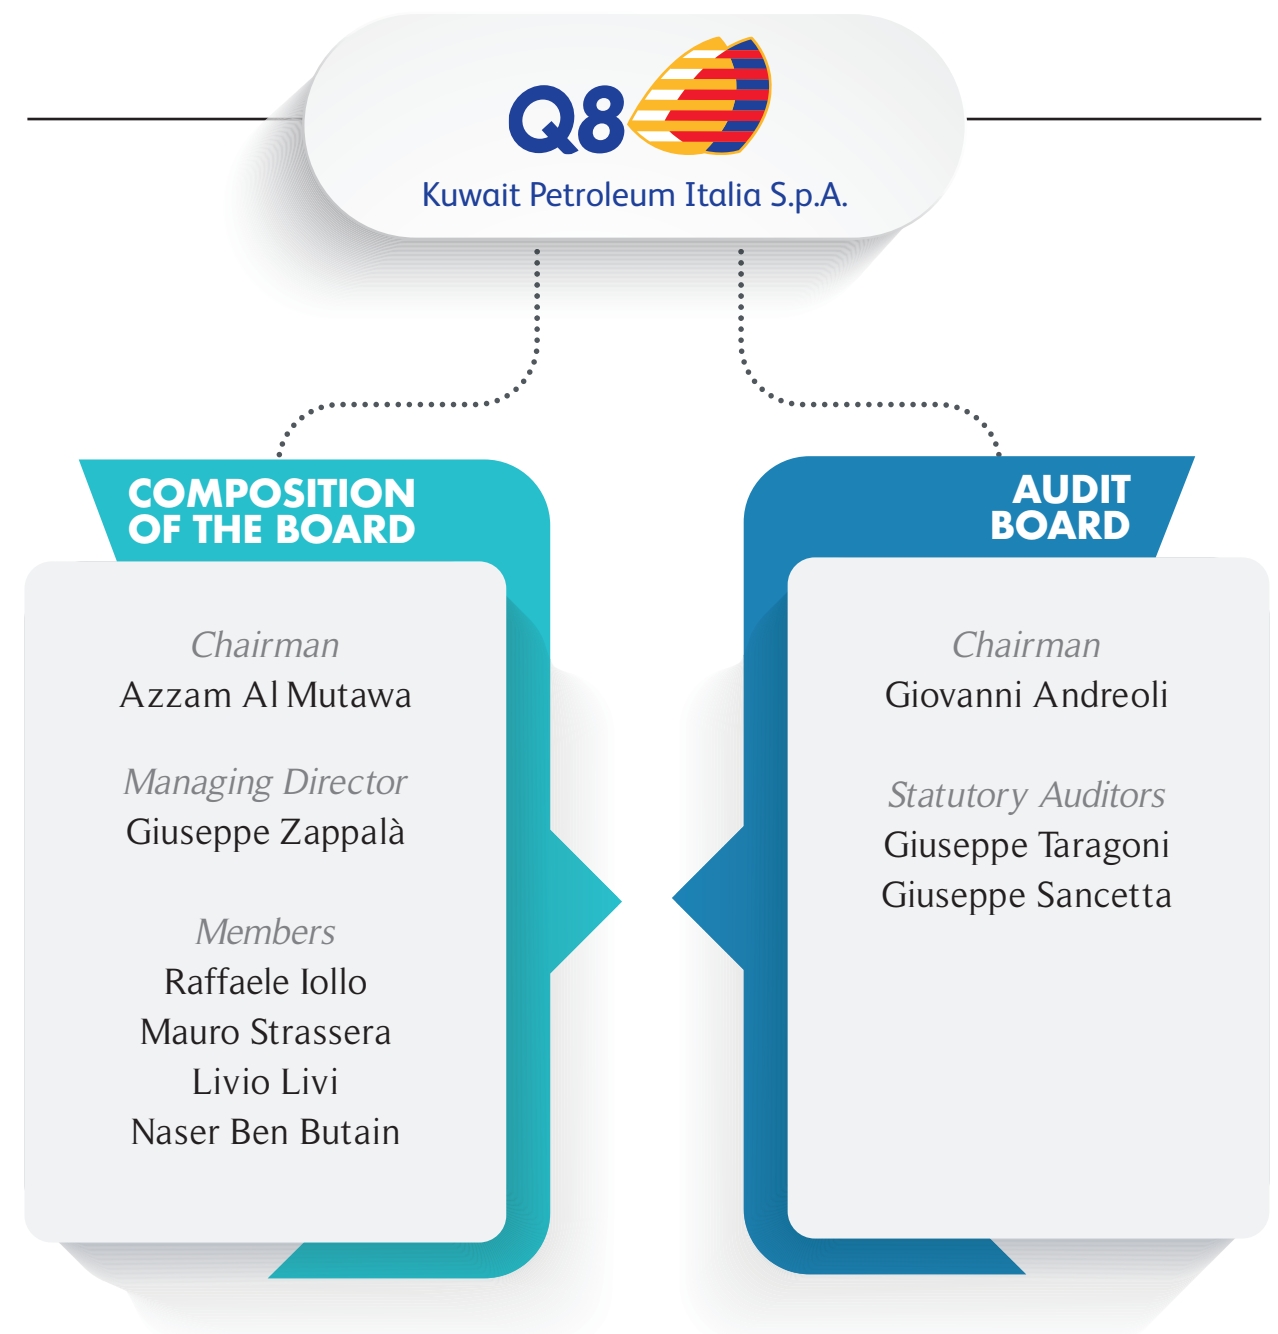 Q8
Kuwait Petroleum Italia S.p.A.
COMPOSITION
OF THE BOARD
Chairman
Azzam Al Mutawa
Managing Director
Giuseppe Zappalà
Members
Raffaele Iollo
Mauro Strassera
Livio Livi
Naser Ben Butain
AUDIT
BOARD
Chairman
Giovanni Andreoli
Statutory Auditors
Giuseppe Taragoni
Giuseppe Sancetta